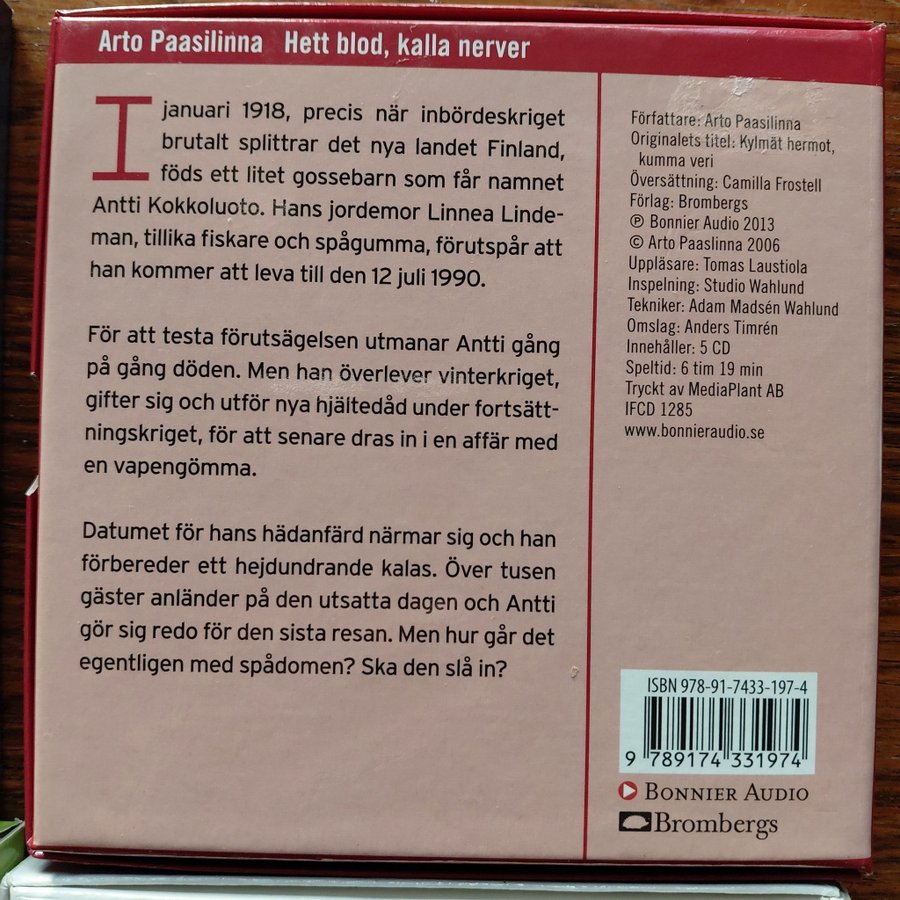 Arto Paasilinna Hett blod, kalla nerver
I januari 1918, precis när inbördeskriget
brutalt splittrar det nya landet Finland,
föds ett litet gossebarn som får namnet
Antti Kokkoluoto. Hans jordemor Linnea Linde-
man, tillika fiskare och spågumma, förutspår att
han kommer att leva till den 12 juli 1990.
För att testa förutsägelsen utmanar Antti gång
på gång döden. Men han överlever vinterkriget,
gifter sig och utför nya hjältedåd under fortsätt-
ningskriget, för att senare dras in i en affär med
en vapengömma.
Datumet för hans hädanfärd närmar sig och han
förbereder ett hejdundrande kalas. Över tusen
gäster anländer på den utsatta dagen och Antti
gör sig redo för den sista resan. Men hur går det
egentligen med spådomen? Ska den slå in?
Författare: Arto Paasilinna
Originalets titel: Kylmät hermot,
kumma veri
Översättning: Camilla Frostell
Förlag: Brombergs
℗ Bonnier Audio 2013
© Arto Paaslinna 2006
Uppläsare: Tomas Laustiola
Inspelning: Studio Wahlund
Tekniker: Adam Madsén Wahlund
Omslag: Anders Timrén
Innehåller: 5 CD
Speltid: 6 tim 19 min
Tryckt av MediaPlant AB
IFCD 1285
www.bonnieraudio.se
ISBN 978-91-7433-197-4
9 789174 331974
Bonnier Audio
Brombergs